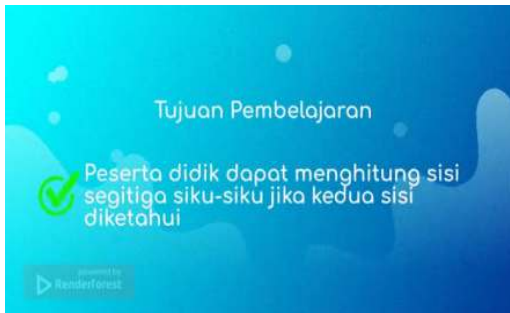 Tujuan Pembelajaran
Peserta didik dapat menghitung sisi
segitiga siku-siku jika kedua sisi
diketahui
powered by
Renderforest